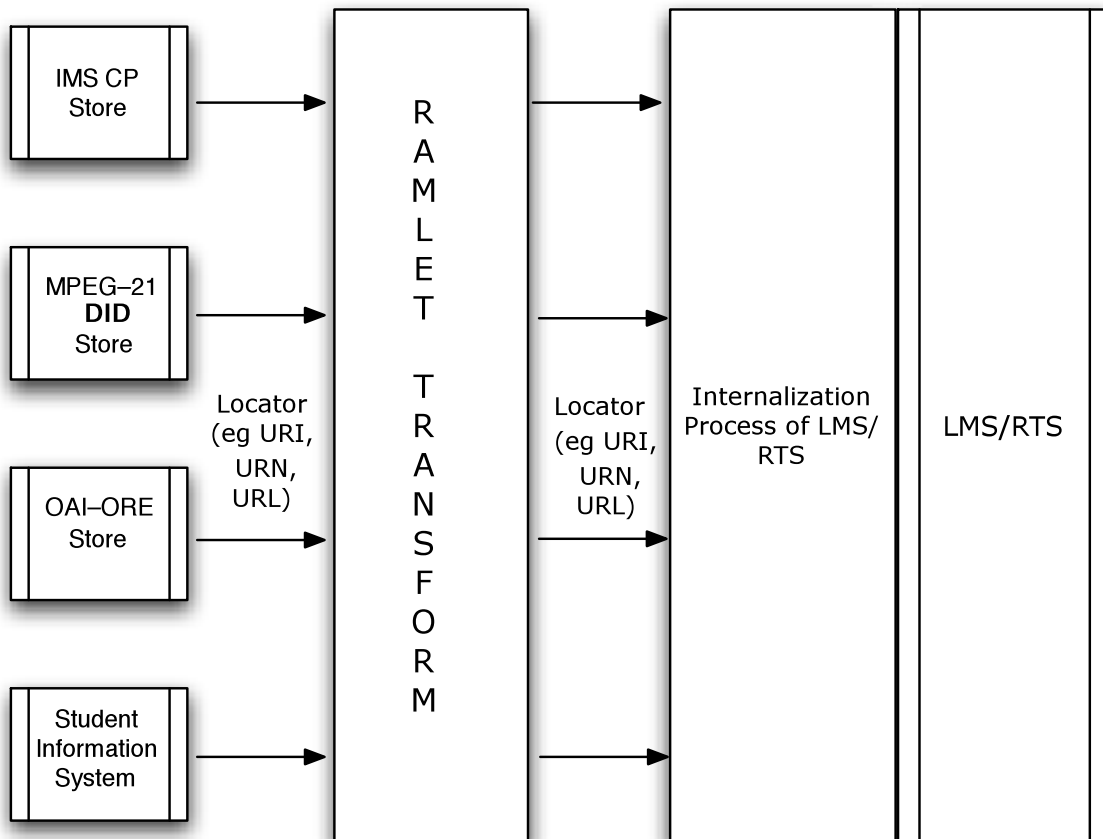 IMS CP
Store
MPEG–21
DID
Store
OAI–ORE
Store
Student
Information
System
Locator
(eg URI,
URN,
URL)
R
A
M
L
E
T
T
R
A
N
S
F
O
R
M
Locator
(eg URI,
URN,
URL)
Internalization
Process of LMS/
RTS
LMS/RTS